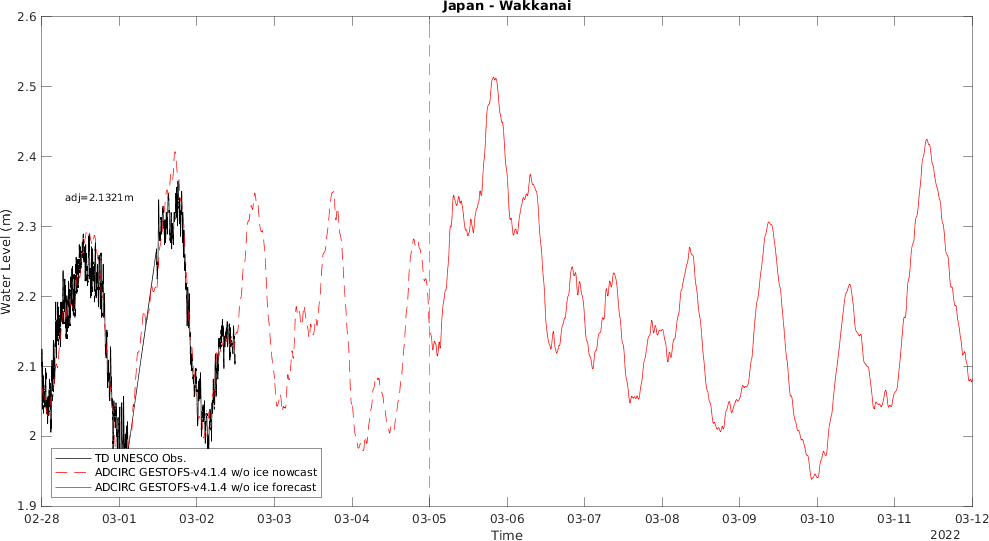 Japan - Wakkanai
2.6
2.5
2.4
2.3
2.2
2.1
2
1.9
Water Level (m)
adj=2.1321m
TD UNESCO Obs.
ADCIRC GESTOFS-v4.1.4 w/o ice nowcast
ADCIRC GESTOFS-v4.1.4 w/o ice forecast
02-28 03-01 03-02 03-03 03-04 03-05 03-06 03-07 03-08 03-09 03-10 03-11 03-12
Time
2022